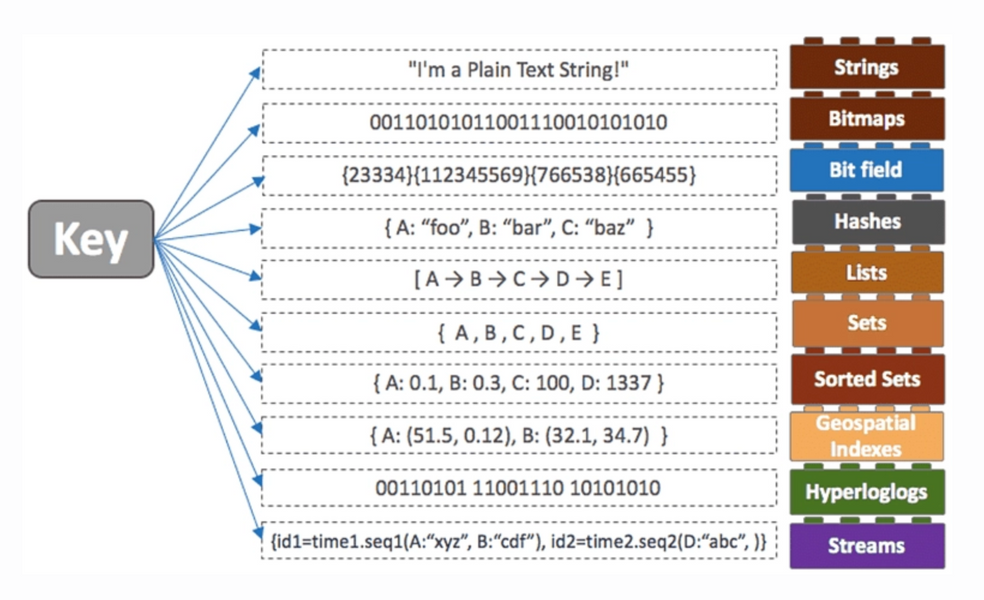 "I'm a Plain Text String!"
Strings
00110101011001110010101010
Bitmaps
{23334}{112345569}{766538}{665455}
Bit field
Key
{ A: “foo”, B: “bar”, C: “baz” }
Hashes
[ A → B → C → D → E ]
Lists
{ A , B , C , D , E }
Sets
{ A: 0.1, B: 0.3, C: 100, D: 1337 }
Sorted Sets
{ A: (51.5, 0.12), B: (32.1, 34.7) }
Geospatial
Indexes
00110101 11001110 10101010
Hyperloglogs
{id1=time1.seq1(A:“xyz”, B:“cdf”), id2=time2.seq2(D:“abc”, )}
Streams